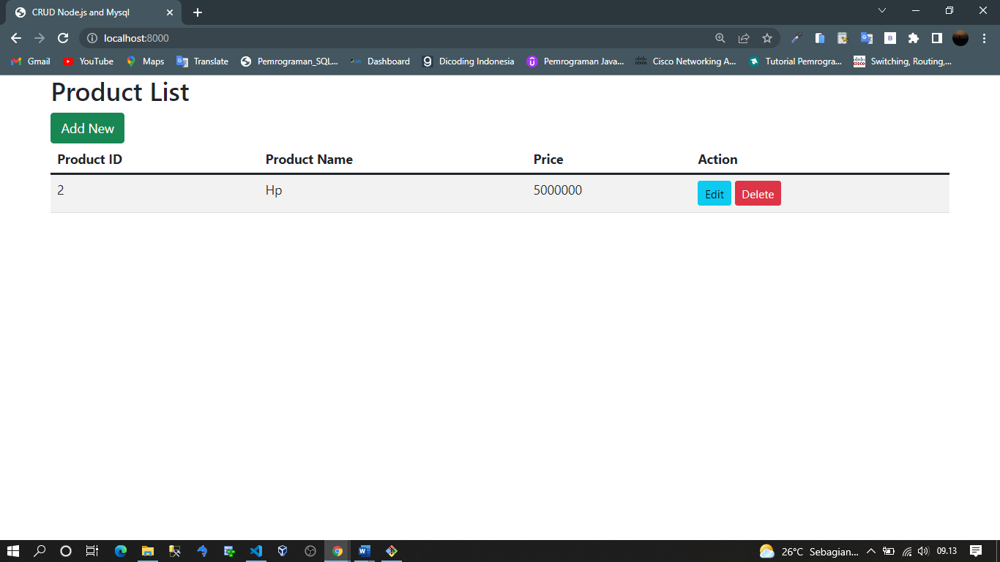 CRUD Node.js and Mysql
localhost:8000
Gmail YouTube Maps Translate Pemrograman_SQL... Dashboard Dicoding Indonesia Pemrograman Java... Cisco Networking A... Tutorial Pemrogra... Switching, Routing,...
Product List
Add New
Product ID Product Name Price Action
2 Hp 5000000 Edit Delete
26°C Sebagian... 09.13